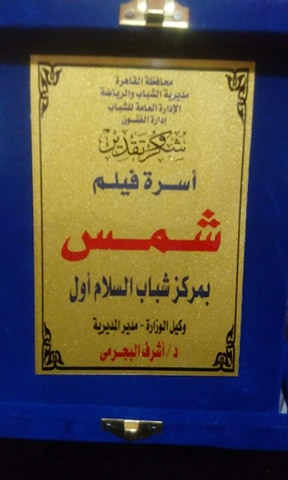 محافظة القاهرة
مديرية الشباب والرياضة
الإدارة العامة للشباب
إدارة الفنون
شكر وتقدير
أسرة فيلم
شمس
بمركز شباب السلام أول
وكيل الوزارة - مدير المديرية
د/ أشرف البجرمى